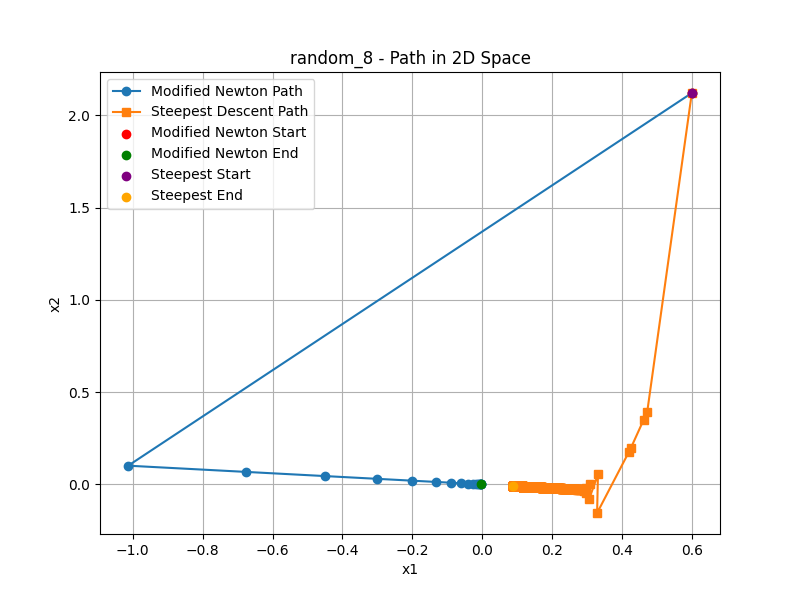 random_8 - Path in 2D Space
Modified Newton Path
Steepest Descent Path
Modified Newton Start
Modified Newton End
Steepest Start
Steepest End
x2
2.0
1.5
1.0
0.5
0.0
−1.0 −0.8 −0.6 −0.4 −0.2 0.0 0.2 0.4 0.6
x1